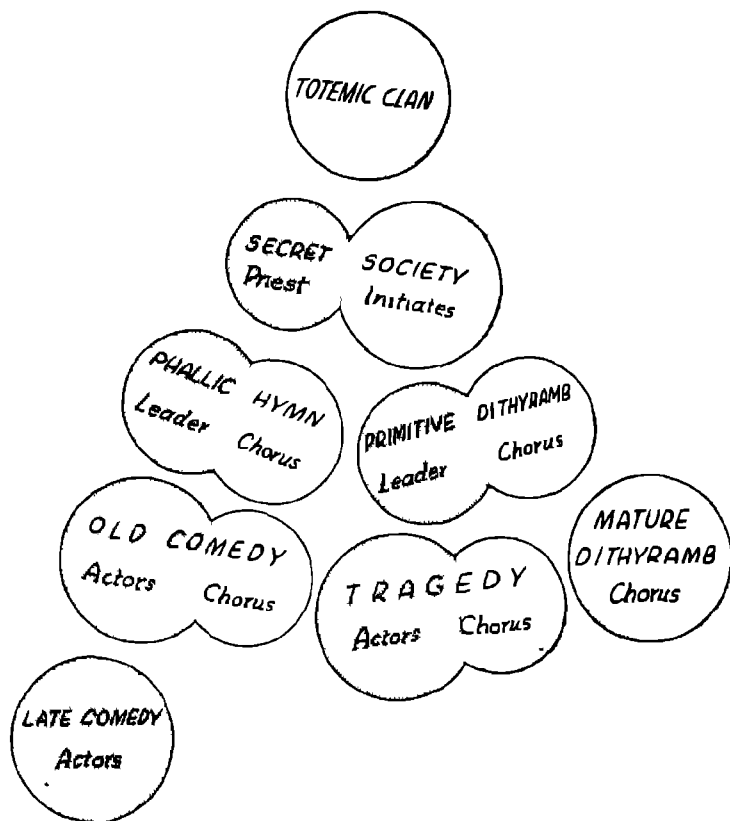 TOTEMIC CLAN
SECRET SOCIETY
Priest Initiates
PHALLIC HYMN
Leader Chorus
PRIMITIVE DITHYRAMB
Leader Chorus
OLD COMEDY
Actors Chorus
TRAGEDY
Actors Chorus
MATURE
DITHYRAMB
Chorus
LATE COMEDY
Actors